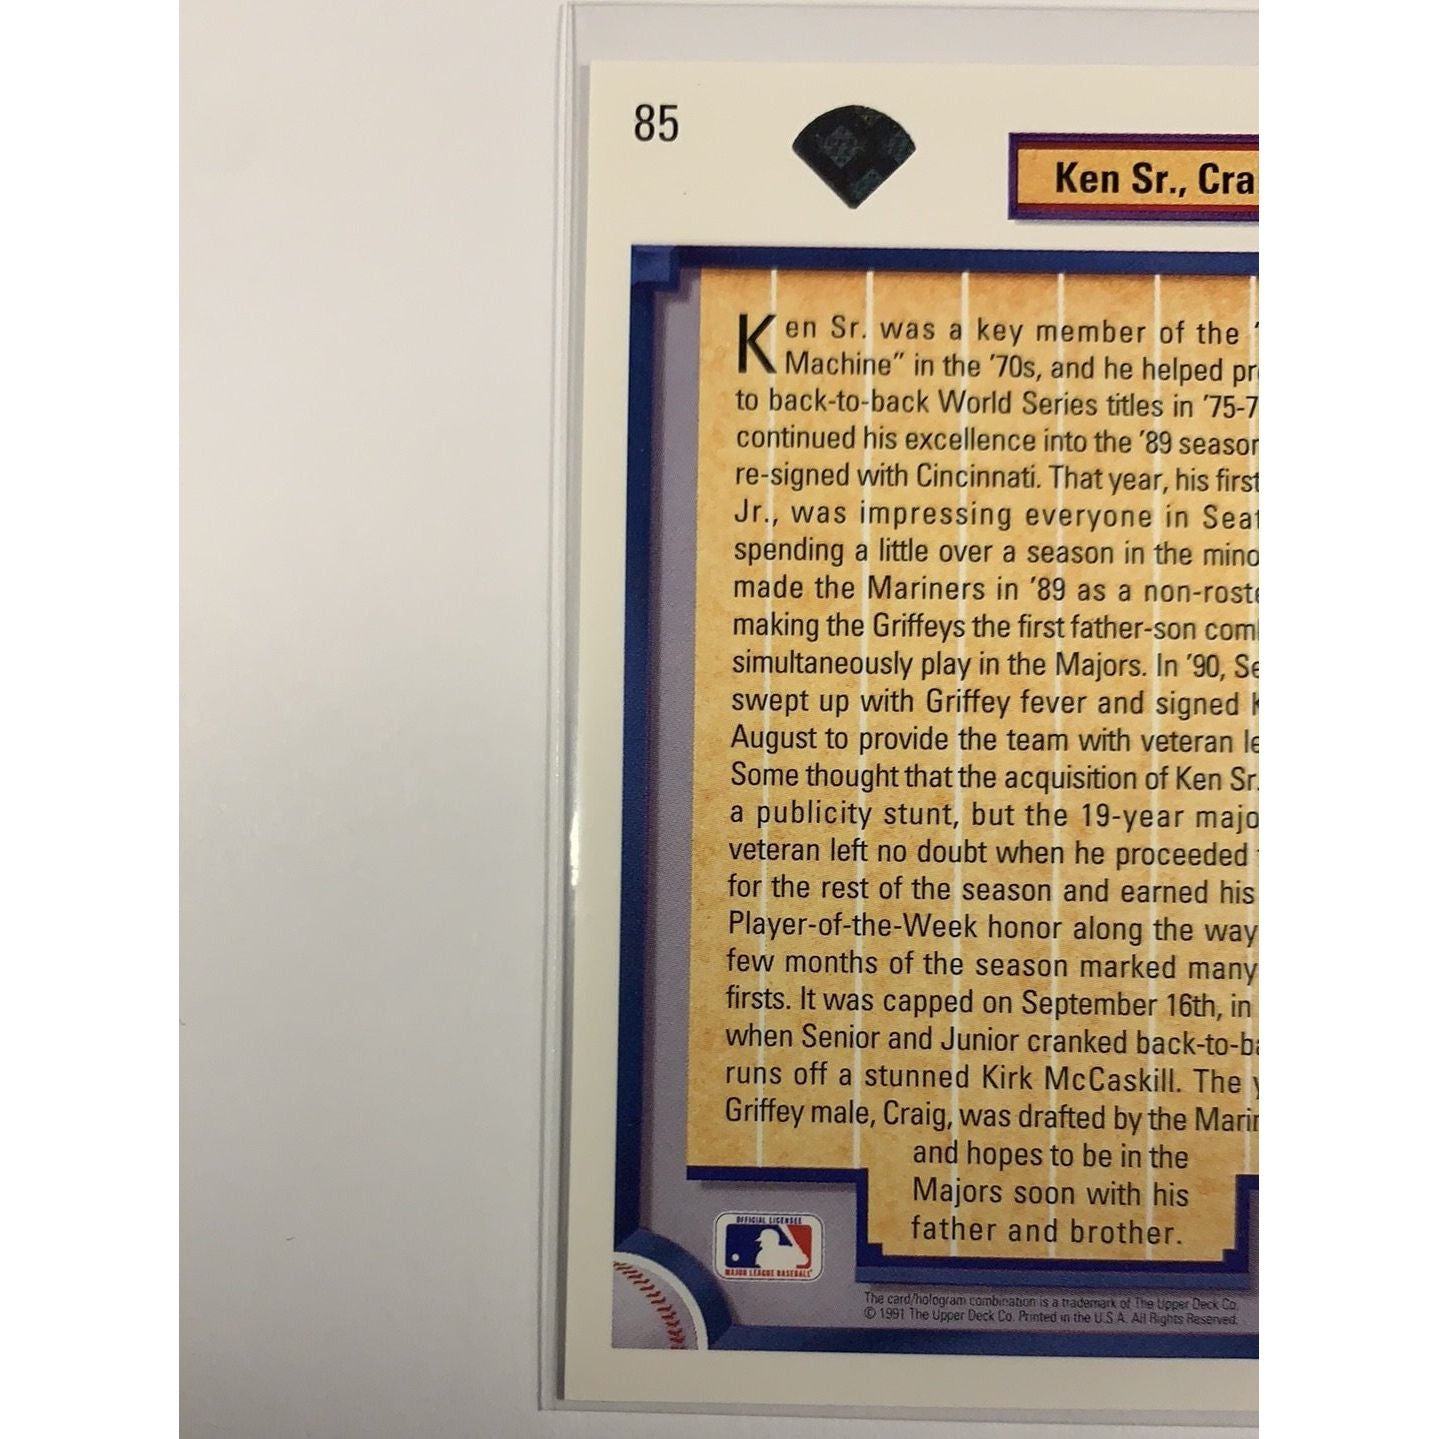 85
Ken Sr., Cra
Ken Sr. was a key member of the "
Machine" in the '70s, and he helped pr
to back-to-back World Series titles in '75-7
continued his excellence into the '89 season
re-signed with Cincinnati. That year, his first
Jr., was impressing everyone in Seat
spending a little over a season in the mino
made the Mariners in '89 as a non-roste
making the Griffeys the first father-son com
simultaneously play in the Majors. In '90, Se
swept up with Griffey fever and signed K
August to provide the team with veteran le
Some thought that the acquisition of Ken Sr.
a publicity stunt, but the 19-year majo
veteran left no doubt when he proceeded
for the rest of the season and earned his
Player-of-the-Week honor along the way
few months of the season marked many
firsts. It was capped on September 16th, in
when Senior and Junior cranked back-to-ba
runs off a stunned Kirk McCaskill. The y
Griffey male, Craig, was drafted by the Marin
and hopes to be in the
Majors soon with his
father and brother.
OFFICIAL LICENSEE
MAJOR LEAGUE BASEBALL
The card/hologram combination is a trademark of The Upper Deck Co.
© 1991 The Upper Deck Co. Printed in the U.S.A. All Rights Reserved.